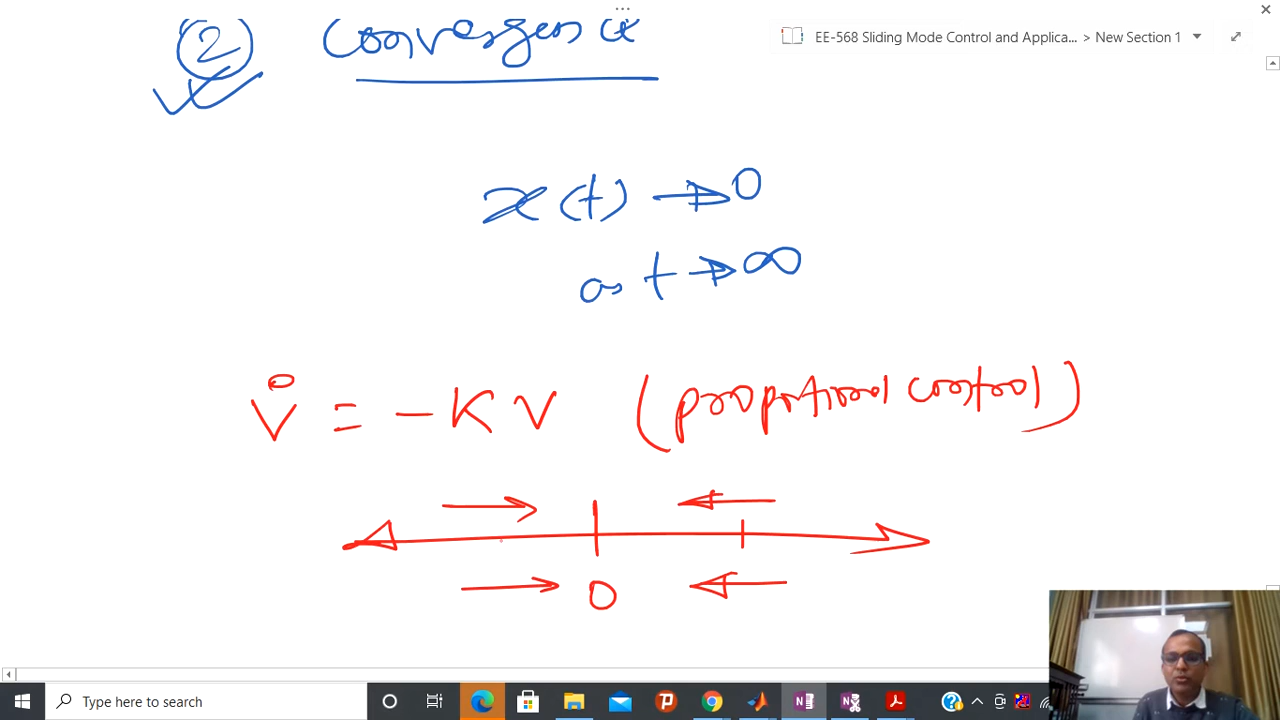 EE-568 Sliding Mode Control and Applica... > New Section 1
2 Convergence
x(t) → 0
as t → ∞
V̇ = -KV (proportional control)
0
Type here to search